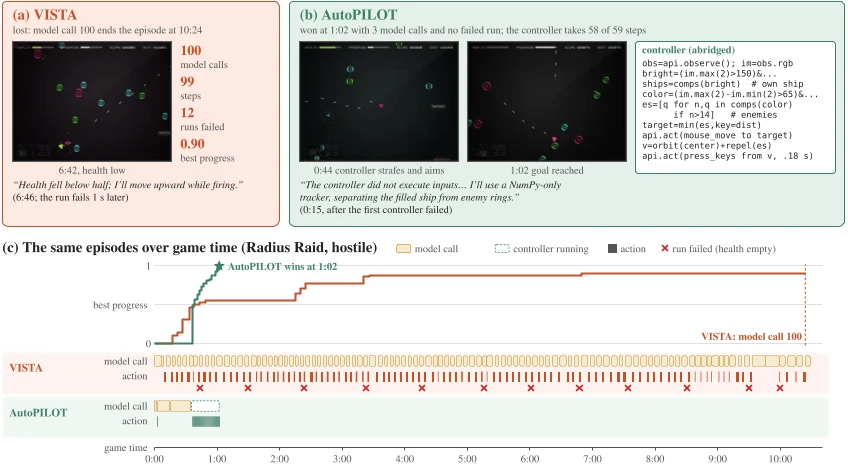 (a) VISTA
lost: model call 100 ends the episode at 10:24
100
model calls
99
steps
12
runs failed
0.90
best progress
6:42, health low
“Health fell below half; I’ll move upward while firing.”
(6:46; the run fails 1 s later)
(b) AutoPILOT
won at 1:02 with 3 model calls and no failed run; the controller takes 58 of 59 steps
0:44 controller strafes and aims
1:02 goal reached
“The controller did not execute inputs… I’ll use a NumPy-only
tracker, separating the filled ship from enemy rings.”
(0:15, after the first controller failed)
controller (abridged)
obs=api.observe(); im=obs.rgb
bright=(im.max(2)>150)&...
ships=comps(bright)  # own ship
color=(im.max(2)-im.min(2)>65)&...
es=[q for n,q in comps(color)
if n>14]   # enemies
target=min(es,key=dist)
api.act(mouse_move to target)
v=orbit(center)+repel(es)
api.act(press_keys from v, .18 s)
(c) The same episodes over game time (Radius Raid, hostile)
model call
controller running
action
run failed (health empty)
1
best progress
0
AutoPILOT wins at 1:02
VISTA: model call 100
VISTA
model call
action
AutoPILOT
model call
action
game time
0:00 1:00 2:00 3:00 4:00 5:00 6:00 7:00 8:00 9:00 10:00